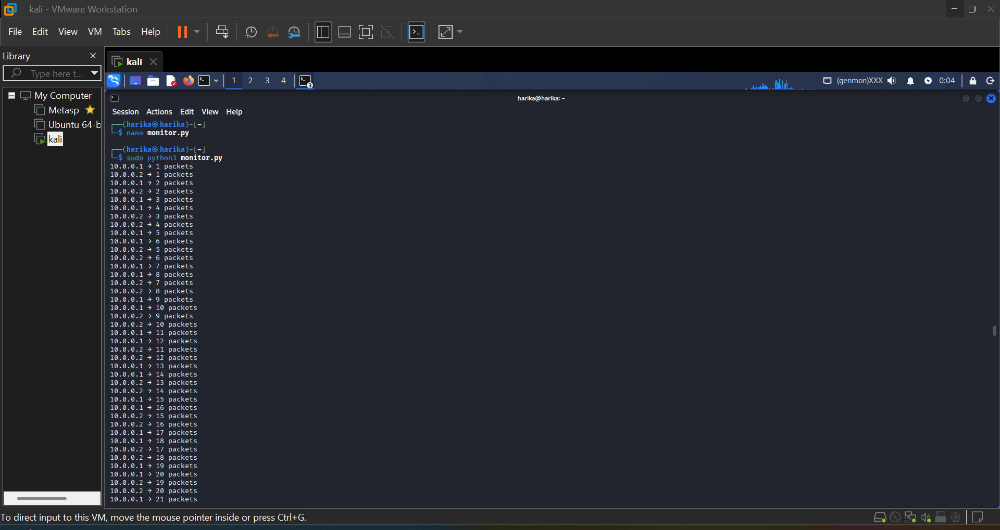 kali - VMware Workstation
File Edit View VM Tabs Help
Library
kali
Type here t...
1 2 3 4 3 (genmon)XXX 0:04
My Computer
Metasp
Ubuntu 64-b
kali
harika@harika: ~
Session Actions Edit View Help
┌──(harika㉿harika)-[~]
└─$ nano monitor.py
┌──(harika㉿harika)-[~]
└─$ sudo python3 monitor.py
10.0.0.1 → 1 packets
10.0.0.2 → 1 packets
10.0.0.1 → 2 packets
10.0.0.2 → 2 packets
10.0.0.1 → 3 packets
10.0.0.1 → 4 packets
10.0.0.2 → 3 packets
10.0.0.2 → 4 packets
10.0.0.1 → 5 packets
10.0.0.1 → 6 packets
10.0.0.2 → 5 packets
10.0.0.2 → 6 packets
10.0.0.1 → 7 packets
10.0.0.1 → 8 packets
10.0.0.2 → 7 packets
10.0.0.2 → 8 packets
10.0.0.1 → 9 packets
10.0.0.1 → 10 packets
10.0.0.2 → 9 packets
10.0.0.2 → 10 packets
10.0.0.1 → 11 packets
10.0.0.1 → 12 packets
10.0.0.2 → 11 packets
10.0.0.2 → 12 packets
10.0.0.1 → 13 packets
10.0.0.1 → 14 packets
10.0.0.2 → 13 packets
10.0.0.2 → 14 packets
10.0.0.1 → 15 packets
10.0.0.1 → 16 packets
10.0.0.2 → 15 packets
10.0.0.2 → 16 packets
10.0.0.1 → 17 packets
10.0.0.1 → 18 packets
10.0.0.2 → 17 packets
10.0.0.2 → 18 packets
10.0.0.1 → 19 packets
10.0.0.1 → 20 packets
10.0.0.2 → 19 packets
10.0.0.2 → 20 packets
10.0.0.1 → 21 packets
To direct input to this VM, move the mouse pointer inside or press Ctrl+G.